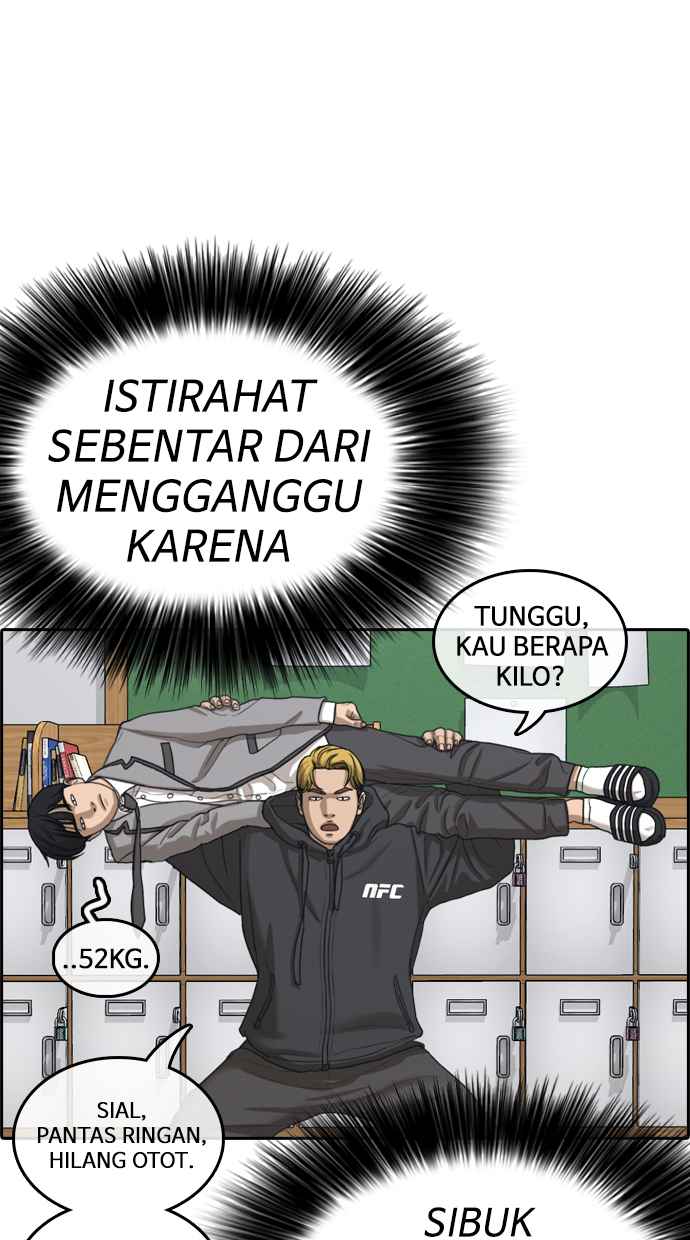 ISTIRAHAT
SEBENTAR DARI
MENGGANGGU
KARENA
TUNGGU,
KAU BERAPA
KILO?
NFC
..52KG.
SIAL,
PANTAS RINGAN,
HILANG OTOT.
SIBUK